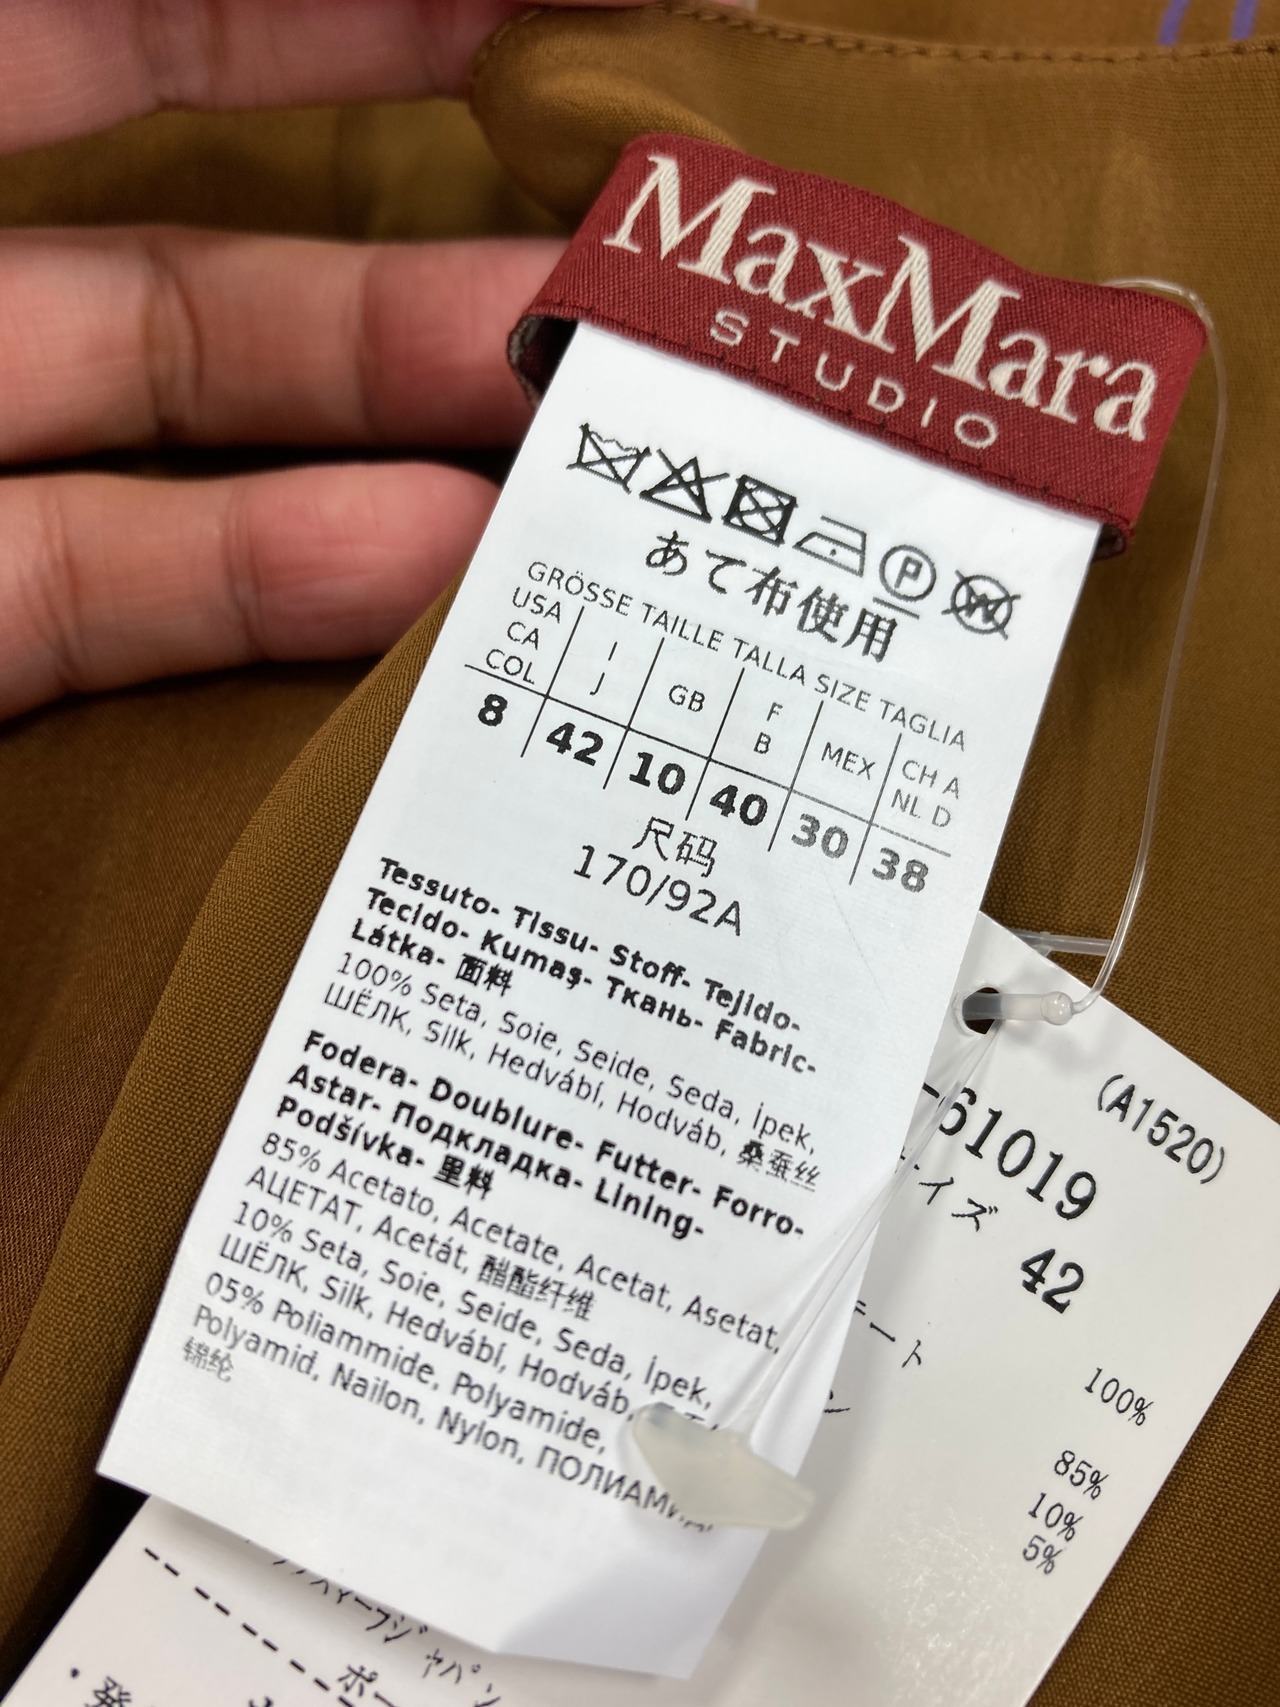 MaxMara
STUDIO
P W
あて布使用
GRÖSSE TAILLE TALLA SIZE TAGLIA
USA CA COL I J GB F B MEX CH A NL D
8 42 10 40 30 38
尺码
170/92A
Tessuto- Tissu- Stoff- Tejido-
Tecido- Kumaş- Ткань- Fabric-
Látka- 面料
100% Seta, Soie, Seide, Seda, İpek,
ШЁЛК, Silk, Hedvábí, Hodváb, 桑蚕丝
Fodera- Doublure- Futter- Forro-
Astar- Подкладка- Lining-
Podšívka- 里料
85% Acetato, Acetate, Acetat, Asetat,
АЦЕТАТ, Acetát, 醋酯纤维
10% Seta, Soie, Seide, Seda, İpek,
ШЁЛК, Silk, Hedvábí, Hodváb,
05% Poliammide, Polyamide,
Polyamid, Nailon, Nylon,
锦纶
(A1520)
-61019
サイズ 42
100%
85%
10%
5%